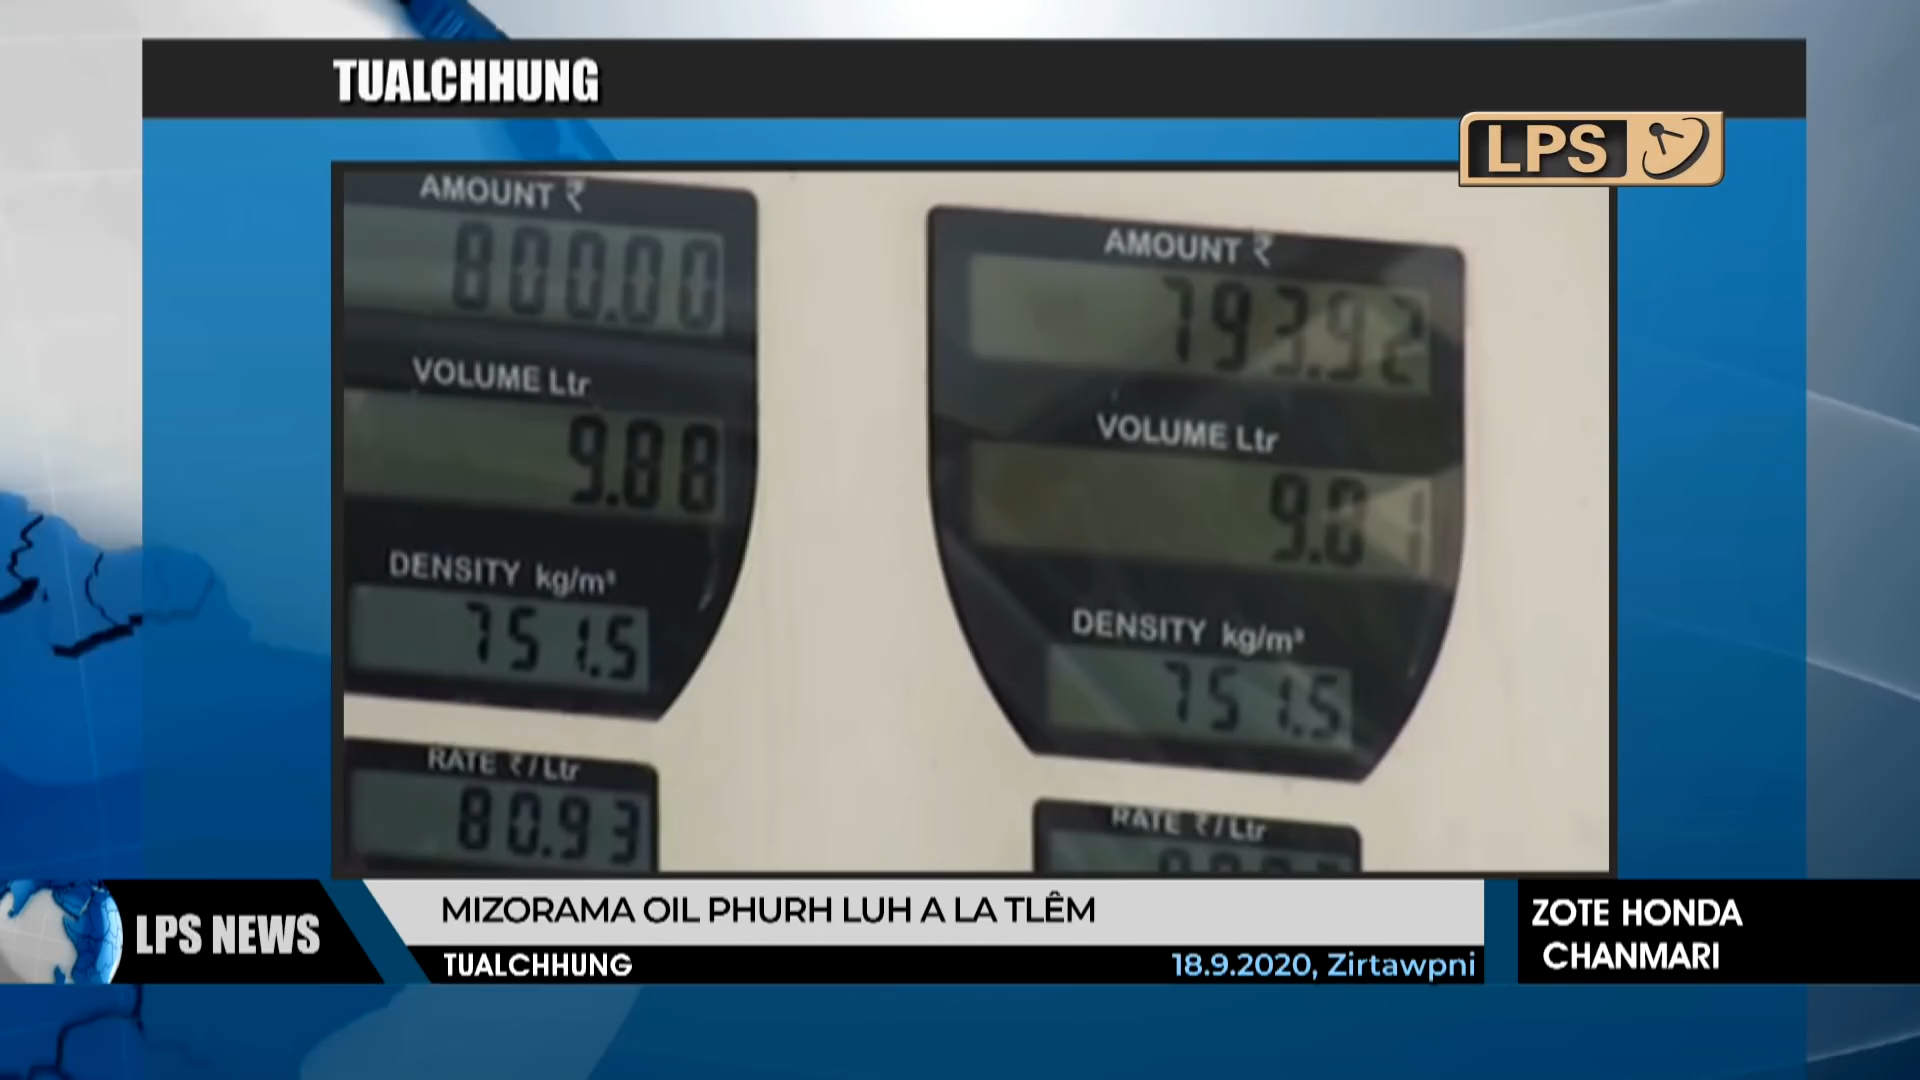 TUALCHHUNG
LPS
AMOUNT ₹
800.00
VOLUME Ltr
9.88
DENSITY kg/m³
751.5
RATE ₹/Ltr
80.93
AMOUNT ₹
793.92
VOLUME Ltr
9.81
DENSITY kg/m³
751.5
RATE ₹/Ltr
LPS NEWS
MIZORAMA OIL PHURH LUH A LA TLÊM
TUALCHHUNG
18.9.2020, Zirtawpni
ZOTE HONDA
CHANMARI